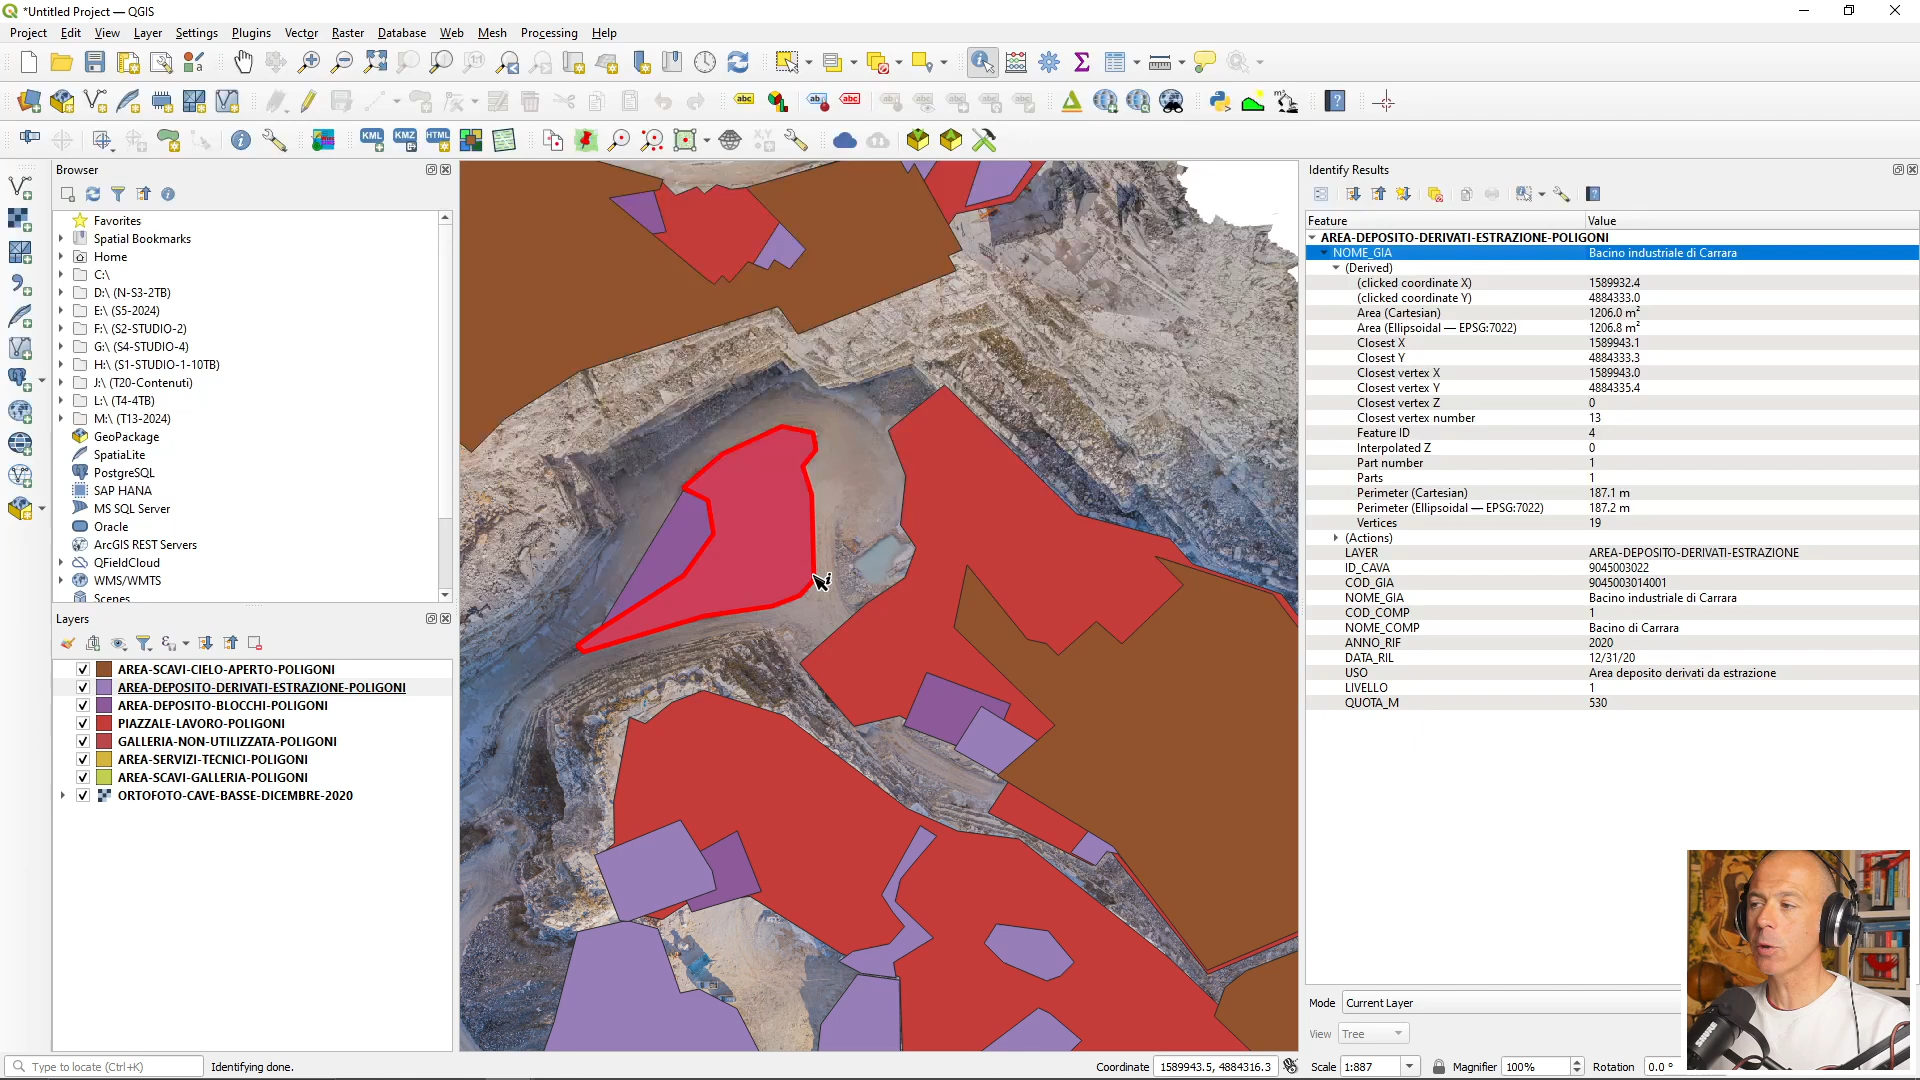 *Untitled Project — QGIS
Project Edit View Layer Settings Plugins Vector Raster Database Web Mesh Processing Help
abc abc abc
KML KMZ HTML
Browser
Favorites
Spatial Bookmarks
Home
C:\
D:\ (N-S3-2TB)
E:\ (S5-2024)
F:\ (S2-STUDIO-2)
G:\ (S4-STUDIO-4)
H:\ (S1-STUDIO-1-10TB)
J:\ (T20-Contenuti)
L:\ (T4-4TB)
M:\ (T13-2024)
GeoPackage
SpatiaLite
PostgreSQL
SAP HANA
MS SQL Server
Oracle
ArcGIS REST Servers
QFieldCloud
WMS/WMTS
Scenes
Layers
AREA-SCAVI-CIELO-APERTO-POLIGONI
AREA-DEPOSITO-DERIVATI-ESTRAZIONE-POLIGONI
AREA-DEPOSITO-BLOCCHI-POLIGONI
PIAZZALE-LAVORO-POLIGONI
GALLERIA-NON-UTILIZZATA-POLIGONI
AREA-SERVIZI-TECNICI-POLIGONI
AREA-SCAVI-GALLERIA-POLIGONI
ORTOFOTO-CAVE-BASSE-DICEMBRE-2020
Identify Results
Feature Value
AREA-DEPOSITO-DERIVATI-ESTRAZIONE-POLIGONI
NOME_GIA Bacino industriale di Carrara
(Derived)
(clicked coordinate X) 1589932.4
(clicked coordinate Y) 4884333.0
Area (Cartesian) 1206.0 m²
Area (Ellipsoidal — EPSG:7022) 1206.8 m²
Closest X 1589943.1
Closest Y 4884333.3
Closest vertex X 1589943.0
Closest vertex Y 4884335.4
Closest vertex Z 0
Closest vertex number 13
Feature ID 4
Interpolated Z 0
Part number 1
Parts 1
Perimeter (Cartesian) 187.1 m
Perimeter (Ellipsoidal — EPSG:7022) 187.2 m
Vertices 19
(Actions)
LAYER AREA-DEPOSITO-DERIVATI-ESTRAZIONE
ID_CAVA 9045003022
COD_GIA 9045003014001
NOME_GIA Bacino industriale di Carrara
COD_COMP 1
NOME_COMP Bacino di Carrara
ANNO_RIF 2020
DATA_RIL 12/31/20
USO Area deposito derivati da estrazione
LIVELLO 1
QUOTA_M 530
Mode Current Layer
View Tree
Type to locate (Ctrl+K) Identifying done. Coordinate 1589943.5, 4884316.3 Scale 1:887 Magnifier 100% Rotation 0.0 °